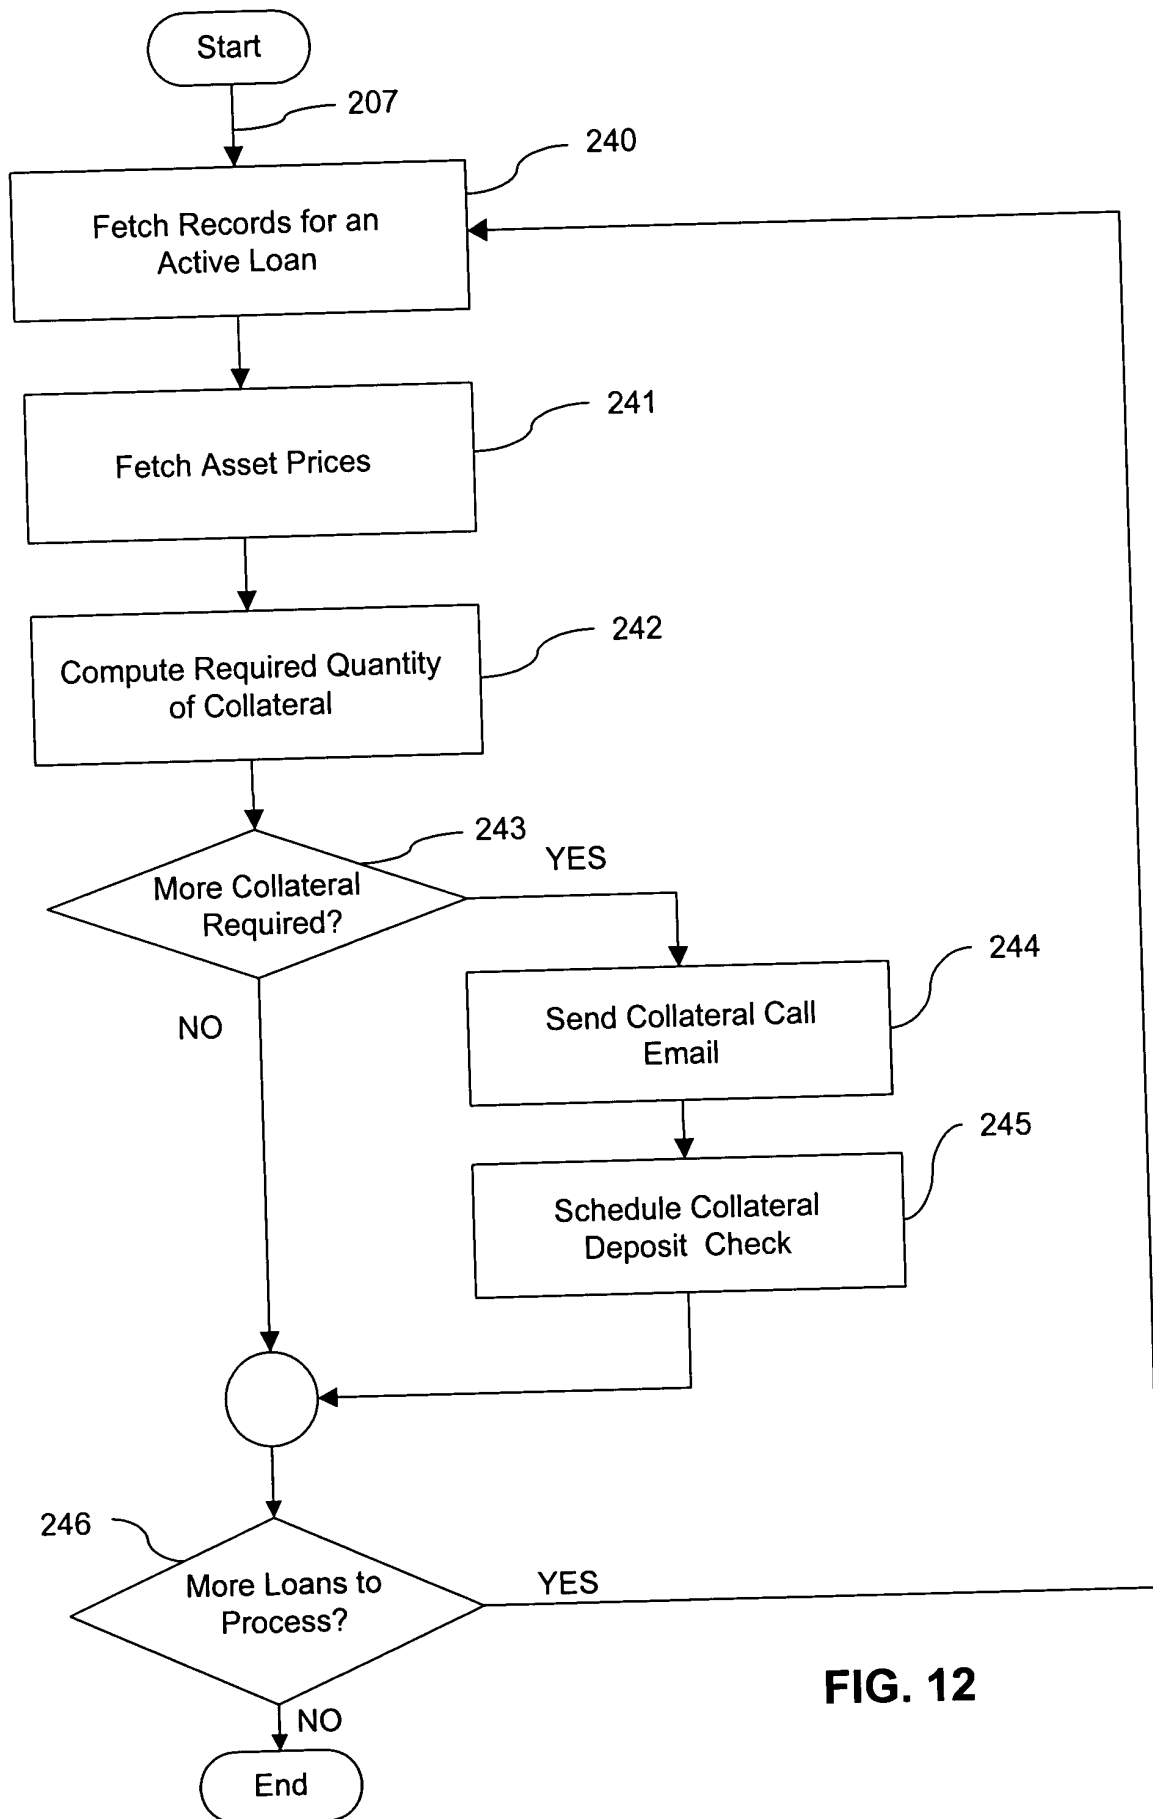 Start
207
240
Fetch Records for an
Active Loan
241
Fetch Asset Prices
242
Compute Required Quantity
of Collateral
243
YES
More Collateral
Required?
244
NO
Send Collateral Call
Email
245
Schedule Collateral
Deposit Check
246
More Loans to
Process?
YES
FIG. 12
NO
End